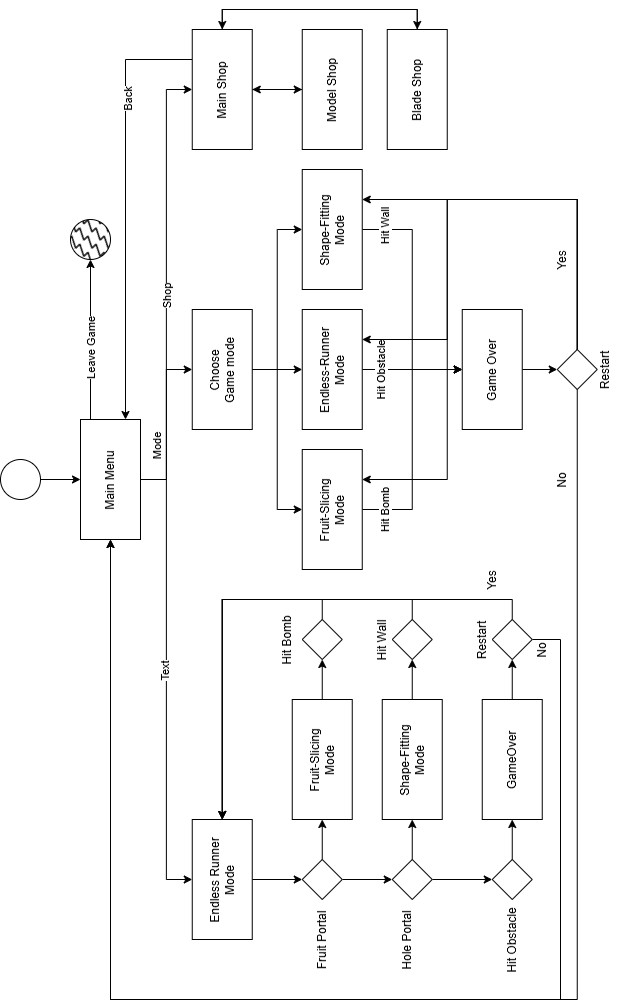 Main Menu
Leave Game
Back
Shop
Mode
Text
Main Shop
Model Shop
Blade Shop
Choose
Game mode
Shape-Fitting
Mode
Hit Wall
Endless-Runner
Mode
Hit Obstacle
Fruit-Slicing
Mode
Hit Bomb
Game Over
Restart
Yes
No
Endless Runner
Mode
Fruit Portal
Fruit-Slicing
Mode
Hit Bomb
Hole Portal
Shape-Fitting
Mode
Hit Wall
Hit Obstacle
GameOver
Restart
Yes
No